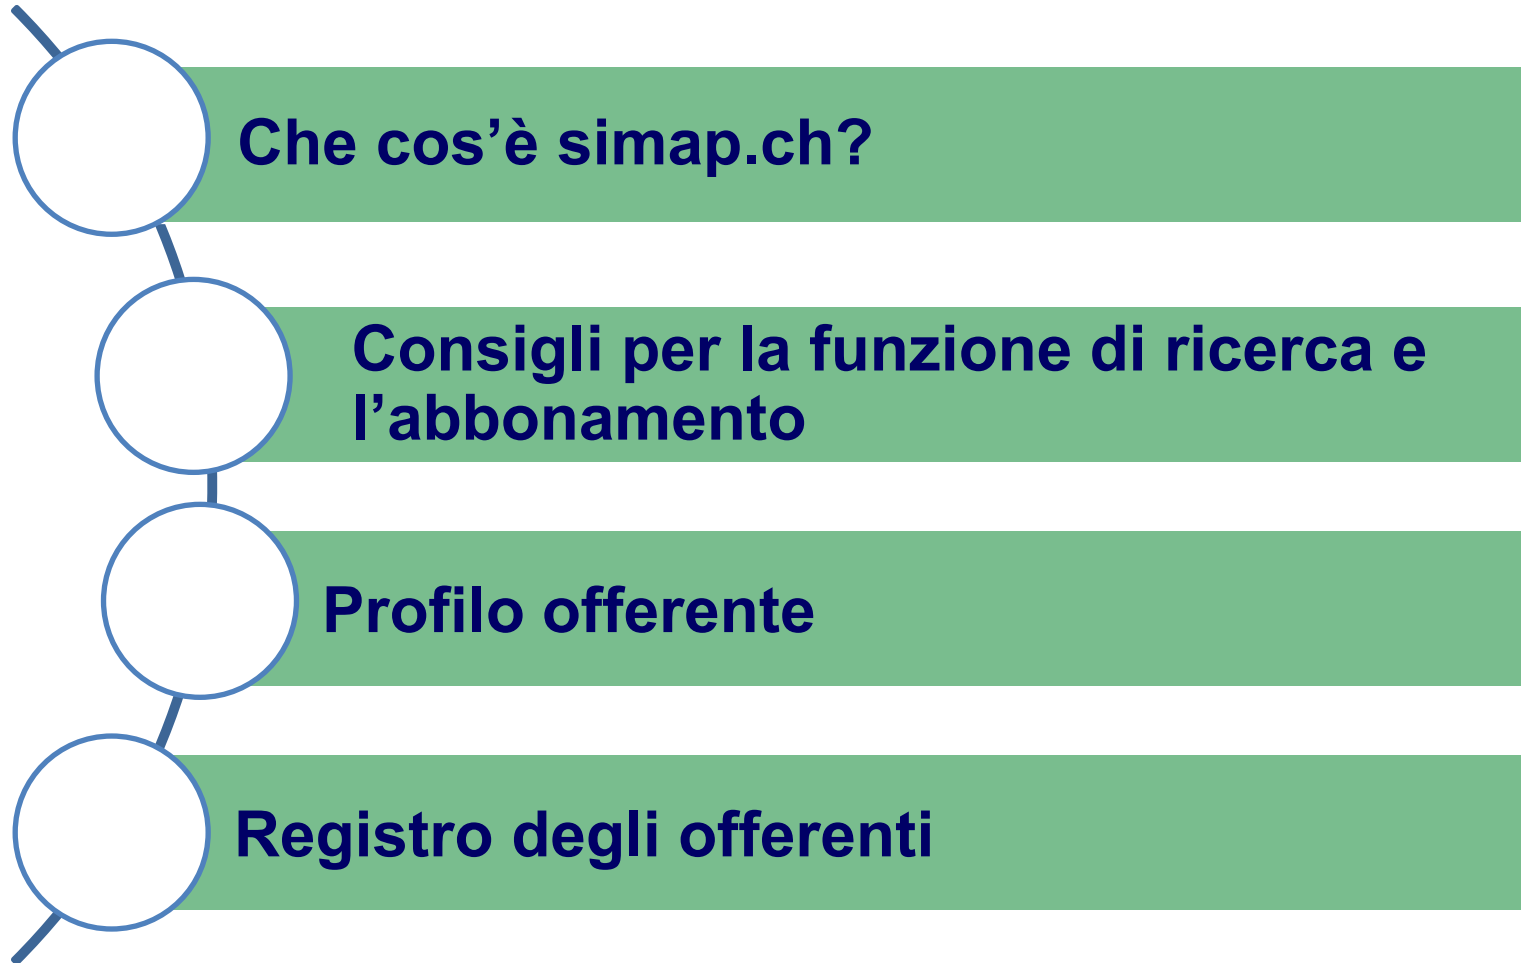 Che cos’è simap.ch?
Consigli per la funzione di ricerca e
l’abbonamento
Profilo offerente
Registro degli offerenti